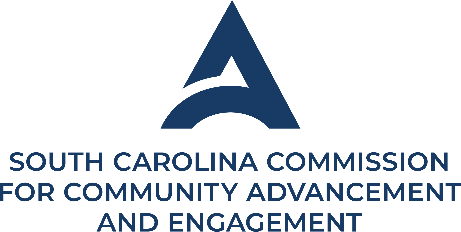 SOUTH CAROLINA COMMISSION
FOR COMMUNITY ADVANCEMENT
AND ENGAGEMENT